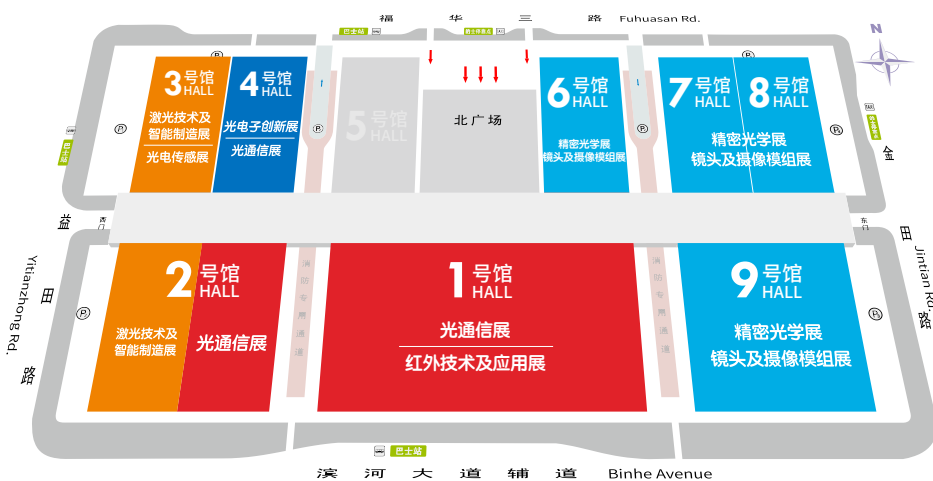 福 华 三 路 Fuhuasan Rd.
巴士站
N
3号馆 HALL
激光技术及
智能制造展
光电传感展
4号馆 HALL
光电子创新展
光通信展
5号馆 HALL
北广场
6号馆 HALL
精密光学展
镜头及摄像模组展
7号馆 HALL
8号馆 HALL
精密光学展
镜头及摄像模组展
P
P
P
P
P
P
P
P
巴士站
西门
东门
益 田 路
Yitianzhong Rd.
金 田 路
Jintian Rd.
2号馆 HALL
激光技术及
智能制造展
光通信展
消防专用通道
1号馆 HALL
光通信展
红外技术及应用展
消防专用通道
9号馆 HALL
精密光学展
镜头及摄像模组展
巴士站
滨 河 大 道 辅 道 Binhe Avenue